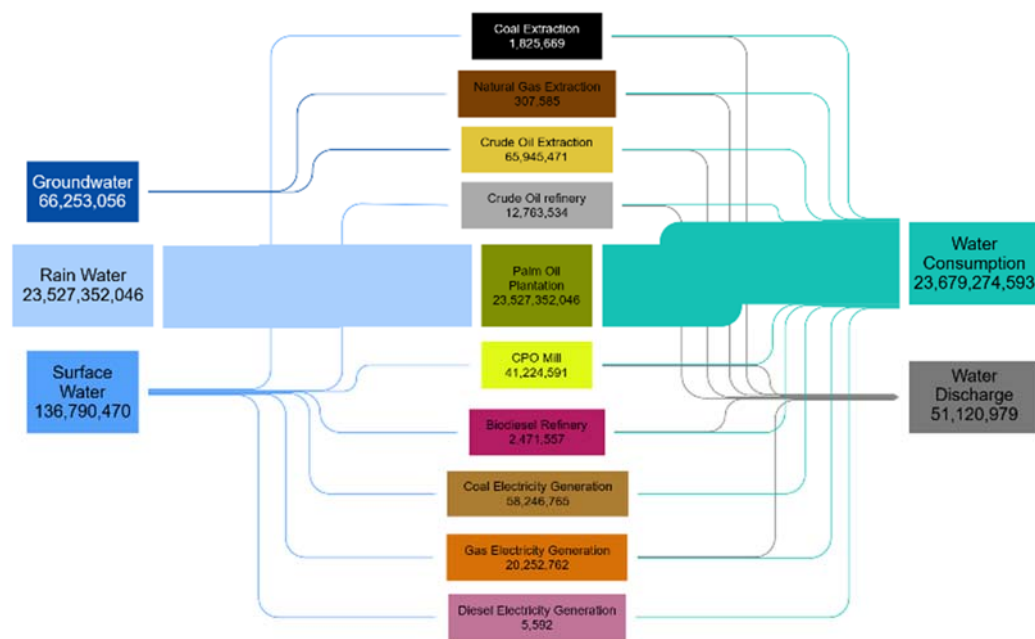 Coal Extraction
1,825,669
Natural Gas Extraction
307,585
Crude Oil Extraction
65,945,471
Groundwater
66,253,056
Crude Oil refinery
12,763,534
Rain Water
23,527,352,046
Palm Oil
Plantation
23,527,352,046
Water
Consumption
23,679,274,593
Surface
Water
136,790,470
CPO Mill
41,224,591
Water
Discharge
51,120,979
Biodiesel Refinery
2,471,557
Coal Electricity Generation
58,246,765
Gas Electricity Generation
20,252,762
Diesel Electricity Generation
5,592